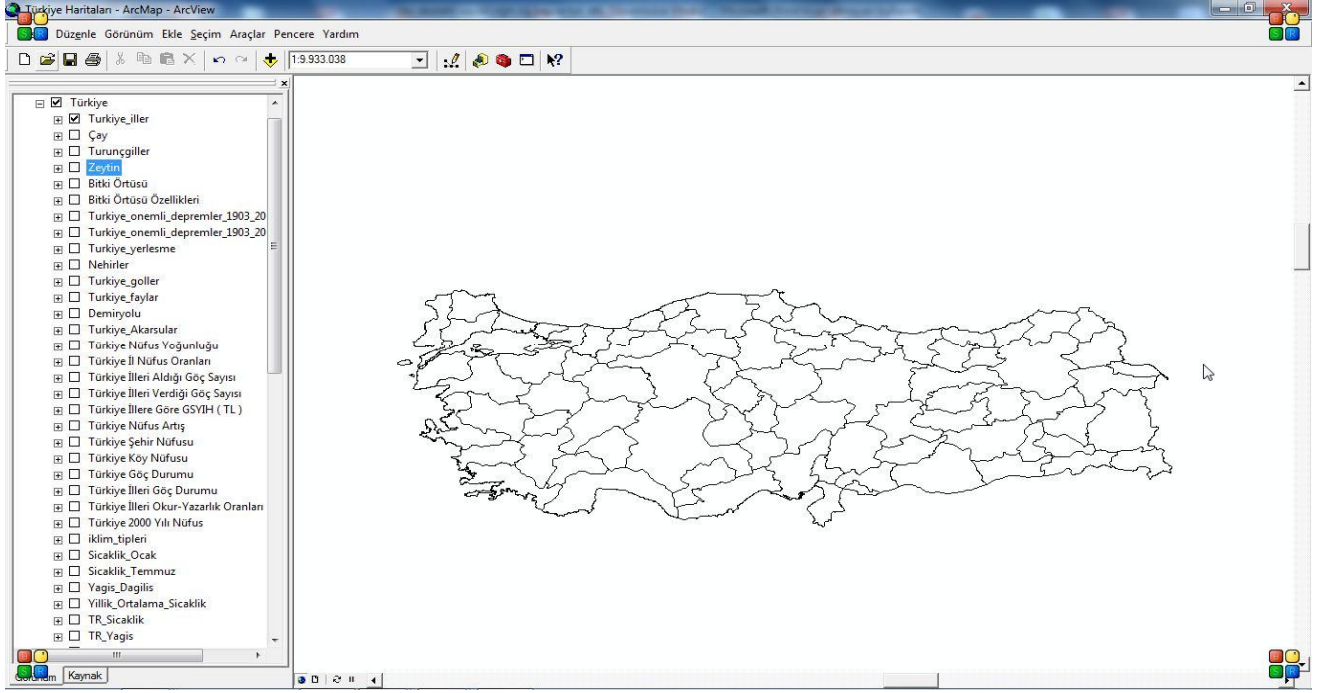 Türkiye Haritaları - ArcMap - ArcView
Düzenle Görünüm Ekle Seçim Araçlar Pencere Yardım
1:9.933.038
Türkiye
Turkiye_iller
Çay
Turunçgiller
Zeytin
Bitki Örtüsü
Bitki Örtüsü Özellikleri
Turkiye_onemli_depremler_1903_20
Turkiye_onemli_depremler_1903_20
Turkiye_yerlesme
Nehirler
Turkiye_goller
Turkiye_faylar
Demiryolu
Turkiye_Akarsular
Türkiye Nüfus Yoğunluğu
Türkiye İl Nüfus Oranları
Türkiye İlleri Aldığı Göç Sayısı
Türkiye İlleri Verdiği Göç Sayısı
Türkiye İllere Göre GSYIH ( TL )
Türkiye Nüfus Artış
Türkiye Şehir Nüfusu
Türkiye Köy Nüfusu
Türkiye Göç Durumu
Türkiye İlleri Göç Durumu
Türkiye İlleri Okur-Yazarlık Oranları
Türkiye 2000 Yılı Nüfus
iklim_tipleri
Sicaklik_Ocak
Sicaklik_Temmuz
Yagis_Dagilis
Yillik_Ortalama_Sicaklik
TR_Sicaklik
TR_Yagis
Kaynak